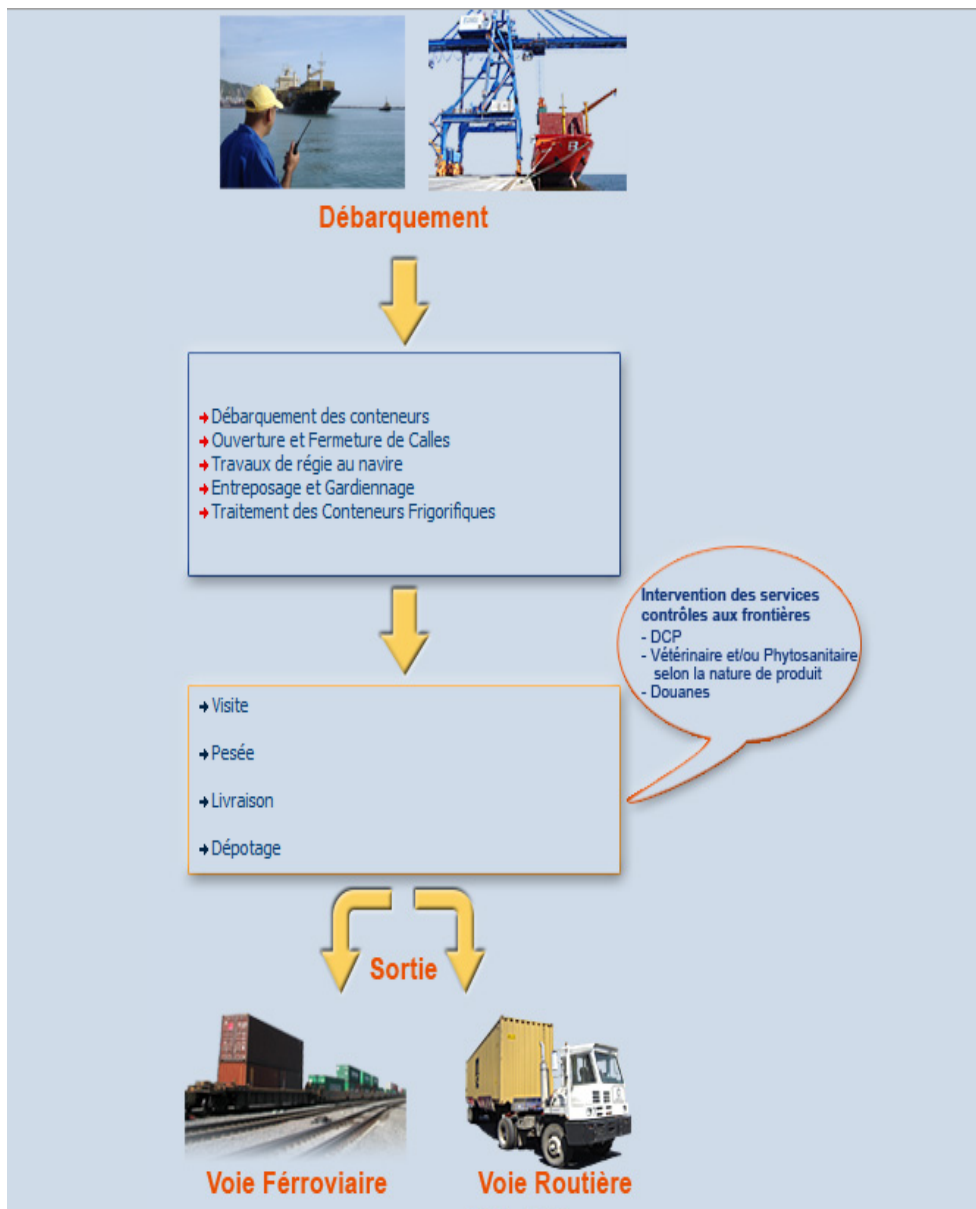 Débarquement
Débarquement des conteneurs
Ouverture et Fermeture de Calles
Travaux de régie au navire
Entreposage et Gardiennage
Traitement des Conteneurs Frigorifiques
Intervention des services
contrôles aux frontières
- DCP
- Vétérinaire et/ou Phytosanitaire
selon la nature de produit
- Douanes
Visite
Pesée
Livraison
Dépotage
Sortie
Voie Férroviaire
Voie Routière